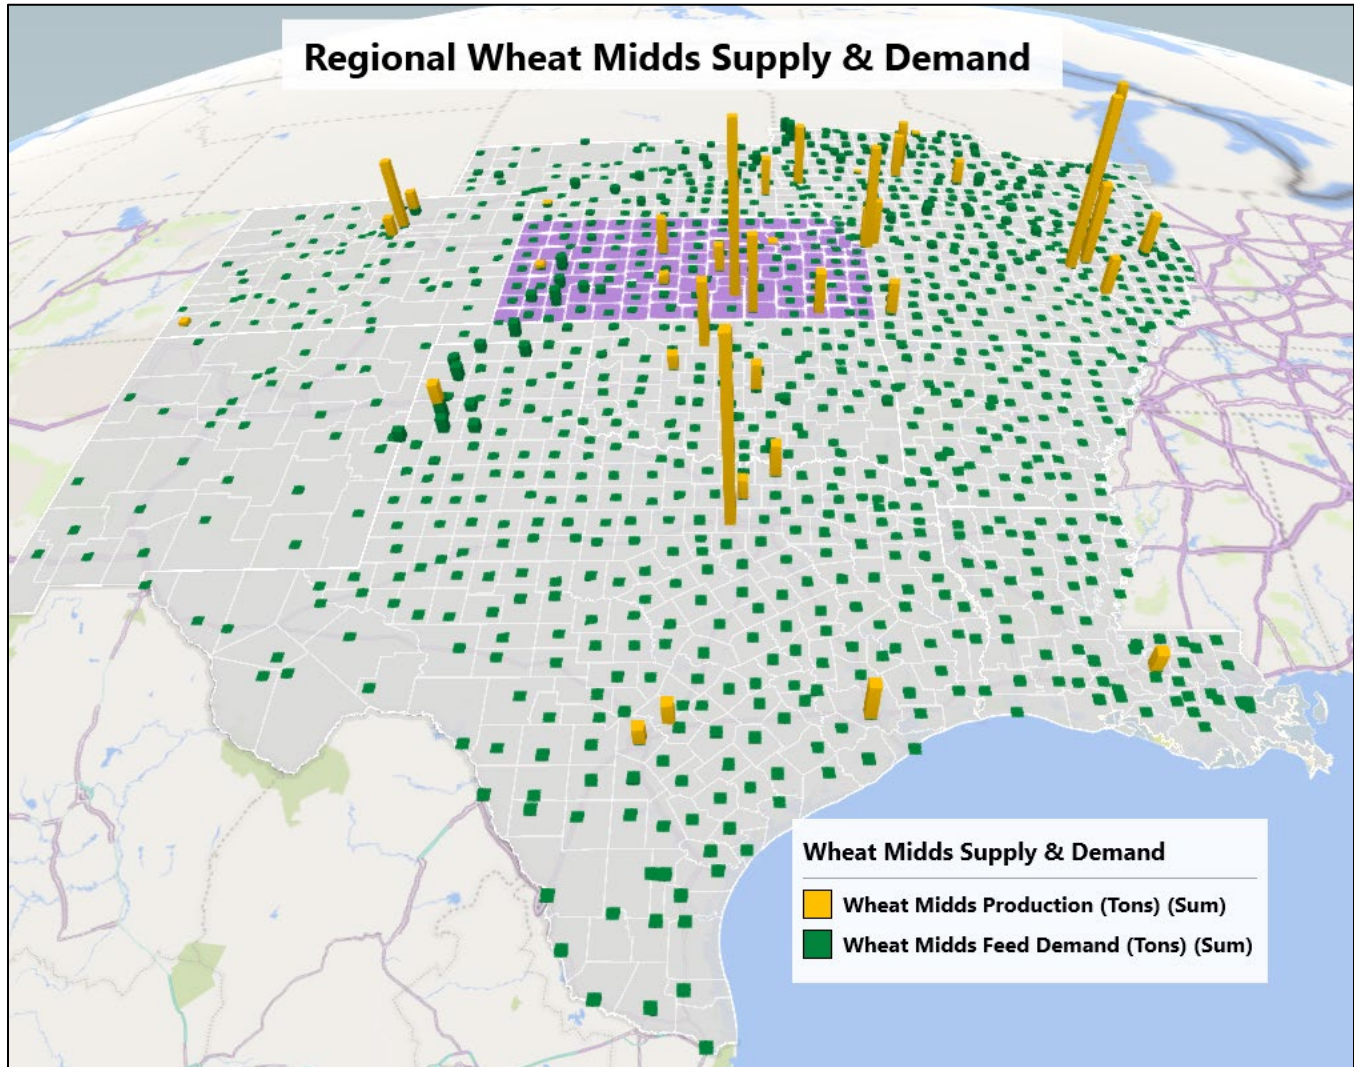 Regional Wheat Midds Supply & Demand
Wheat Midds Supply & Demand
Wheat Midds Production (Tons) (Sum)
Wheat Midds Feed Demand (Tons) (Sum)